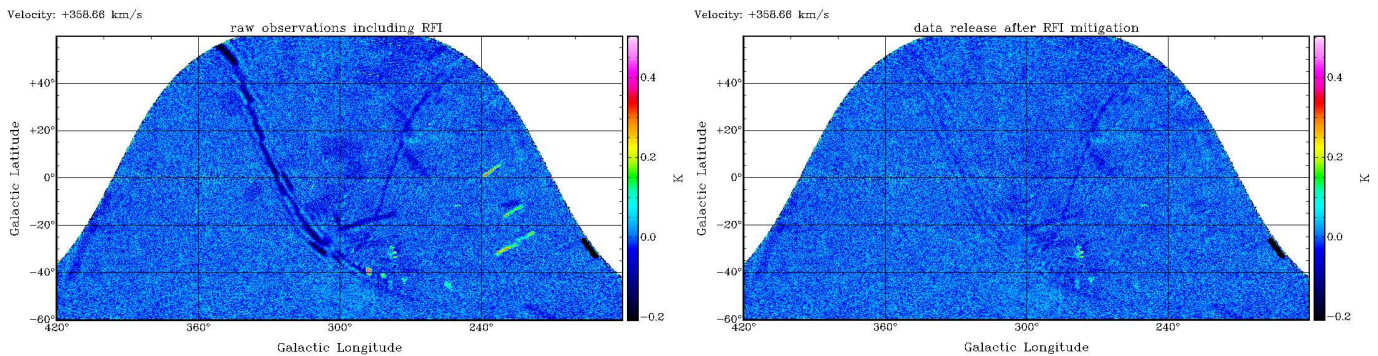 Velocity: +358.66 km/s
raw observations including RFI
+40°
+20°
0°
−20°
−40°
−60°
420°
360°
300°
240°
Galactic Latitude
Galactic Longitude
0.4
0.2
0.0
−0.2
K
Velocity: +358.66 km/s
data release after RFI mitigation
+40°
+20°
0°
−20°
−40°
−60°
420°
360°
300°
240°
Galactic Latitude
Galactic Longitude
0.4
0.2
0.0
−0.2
K